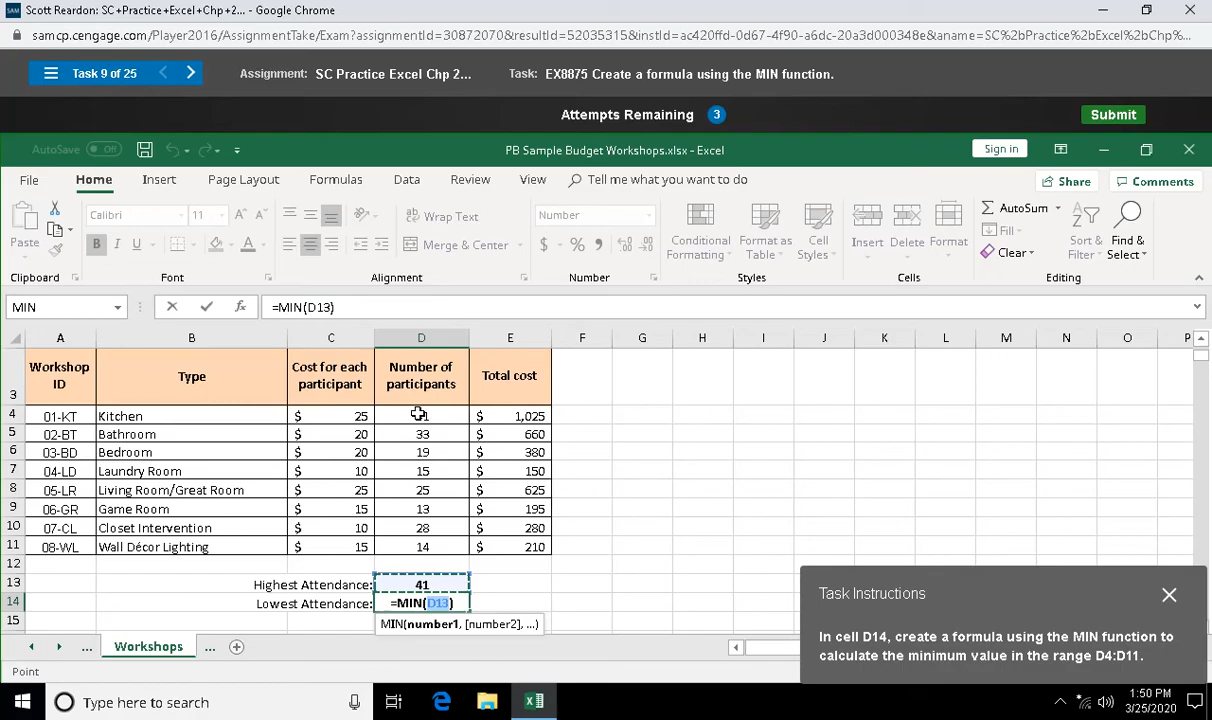 Scott Reardon: SC+Practice+Excel+Chp+2... - Google Chrome
samcp.cengage.com/Player2016/AssignmentTake/Exam?assignmentId=30872070&resultId=52035315&instId=ac420ffd-0d67-4f90-a6dc-20a3d000348e&aname=SC%2bPractice%2bExcel%2bChp%...
Task 9 of 25 Assignment: SC Practice Excel Chp 2... Task: EX8875 Create a formula using the MIN function.
Attempts Remaining 3 Submit
AutoSave Off PB Sample Budget Workshops.xlsx - Excel Sign in
File Home Insert Page Layout Formulas Data Review View Tell me what you want to do Share Comments
Paste Calibri 11 Wrap Text Number Conditional Formatting Format as Table Cell Styles Insert Delete Format AutoSum Sort & Filter Find & Select
B I U A Merge & Center $ % Fill
Clear
Clipboard Font Alignment Number Styles Cells Editing
MIN fx =MIN(D13)
A B C D E F G H I J K L M N O P
3 Workshop ID Type Cost for each participant Number of participants Total cost
4 01-KT Kitchen $ 25 $ 1,025
5 02-BT Bathroom $ 20 33 $ 660
6 03-BD Bedroom $ 20 19 $ 380
7 04-LD Laundry Room $ 10 15 $ 150
8 05-LR Living Room/Great Room $ 25 25 $ 625
9 06-GR Game Room $ 15 13 $ 195
10 07-CL Closet Intervention $ 10 28 $ 280
11 08-WL Wall Décor Lighting $ 15 14 $ 210
12
13 Highest Attendance: 41
14 Lowest Attendance: =MIN(D13)
15 MIN(number1, [number2], ...)
Task Instructions
In cell D14, create a formula using the MIN function to
calculate the minimum value in the range D4:D11.
... Workshops ...
Point
Type here to search
1:50 PM
3/25/2020